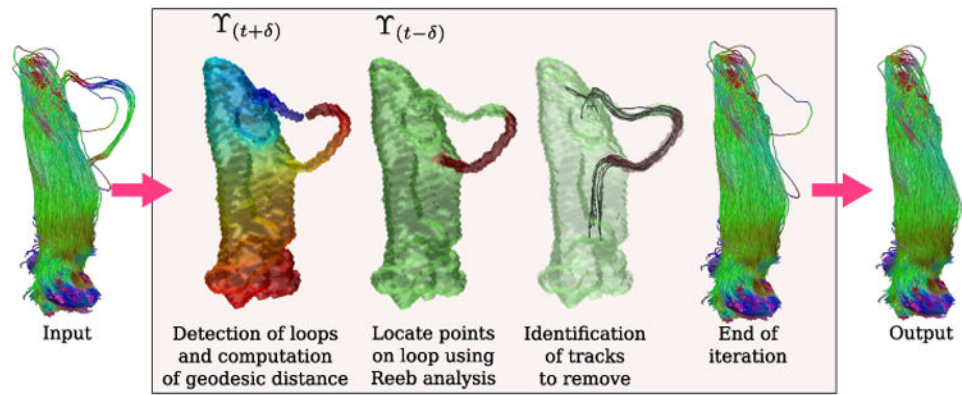 ϒ(t+δ)
ϒ(t−δ)
Input
Detection of loops
and computation
of geodesic distance
Locate points
on loop using
Reeb analysis
Identification
of tracks
to remove
End of
iteration
Output